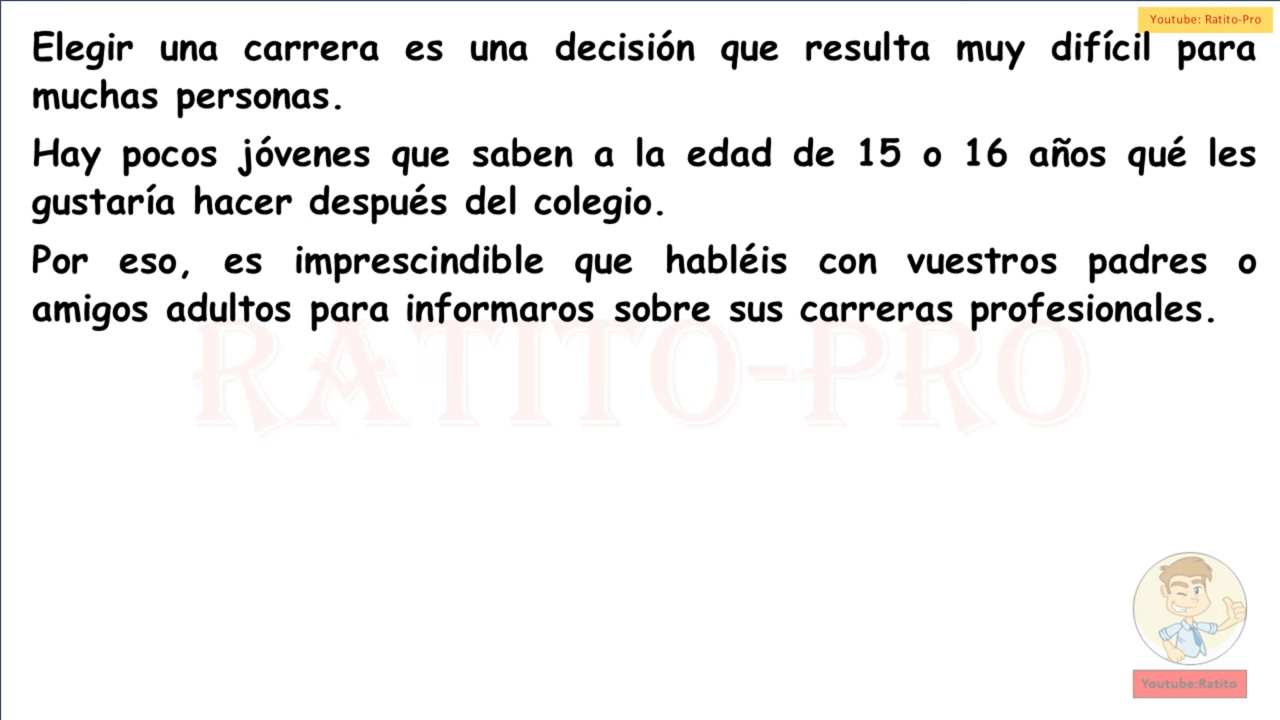 Youtube: Ratito-Pro
Elegir una carrera es una decisión que resulta muy difícil para
muchas personas.
Hay pocos jóvenes que saben a la edad de 15 o 16 años qué les
gustaría hacer después del colegio.
Por eso, es imprescindible que habléis con vuestros padres o
amigos adultos para informaros sobre sus carreras profesionales.
RATITO-PRO
Youtube:Ratito